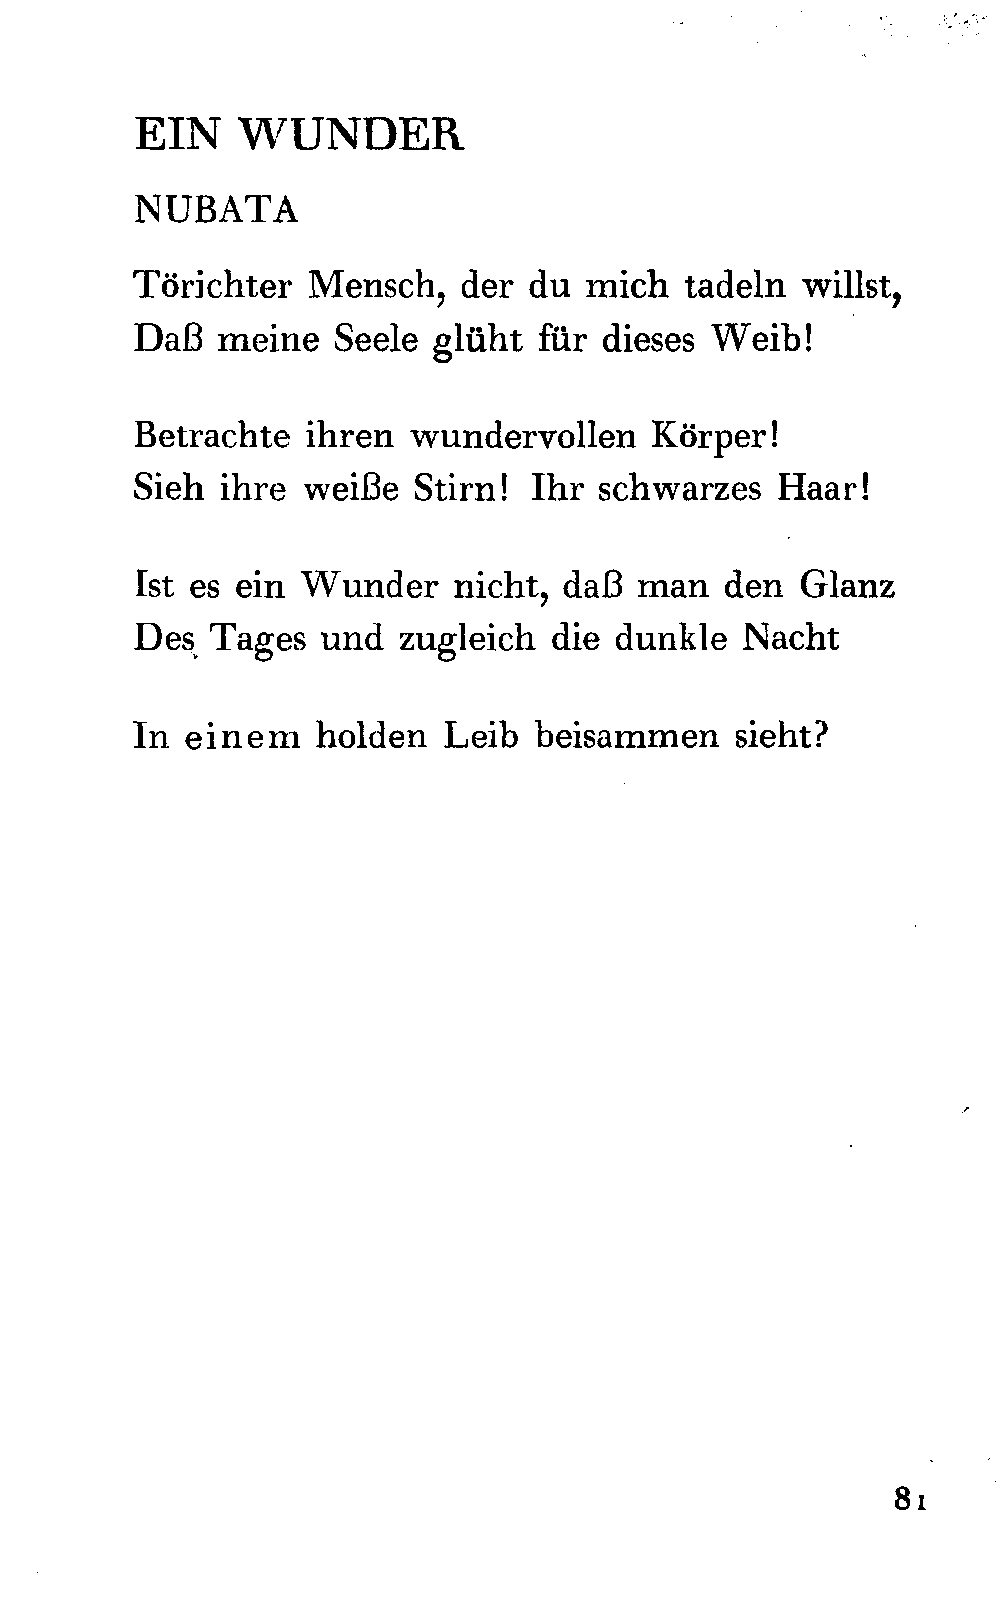 EIN WUNDER
NUBATA
Törichter Mensch, der du mich tadeln willst,
Daß meine Seele glüht für dieses Weib!
Betrachte ihren wundervollen Körper!
Sieh ihre weiße Stirn! Ihr schwarzes Haar!
Ist es ein Wunder nicht, daß man den Glanz
Des Tages und zugleich die dunkle Nacht
In einem holden Leib beisammen sieht?
81